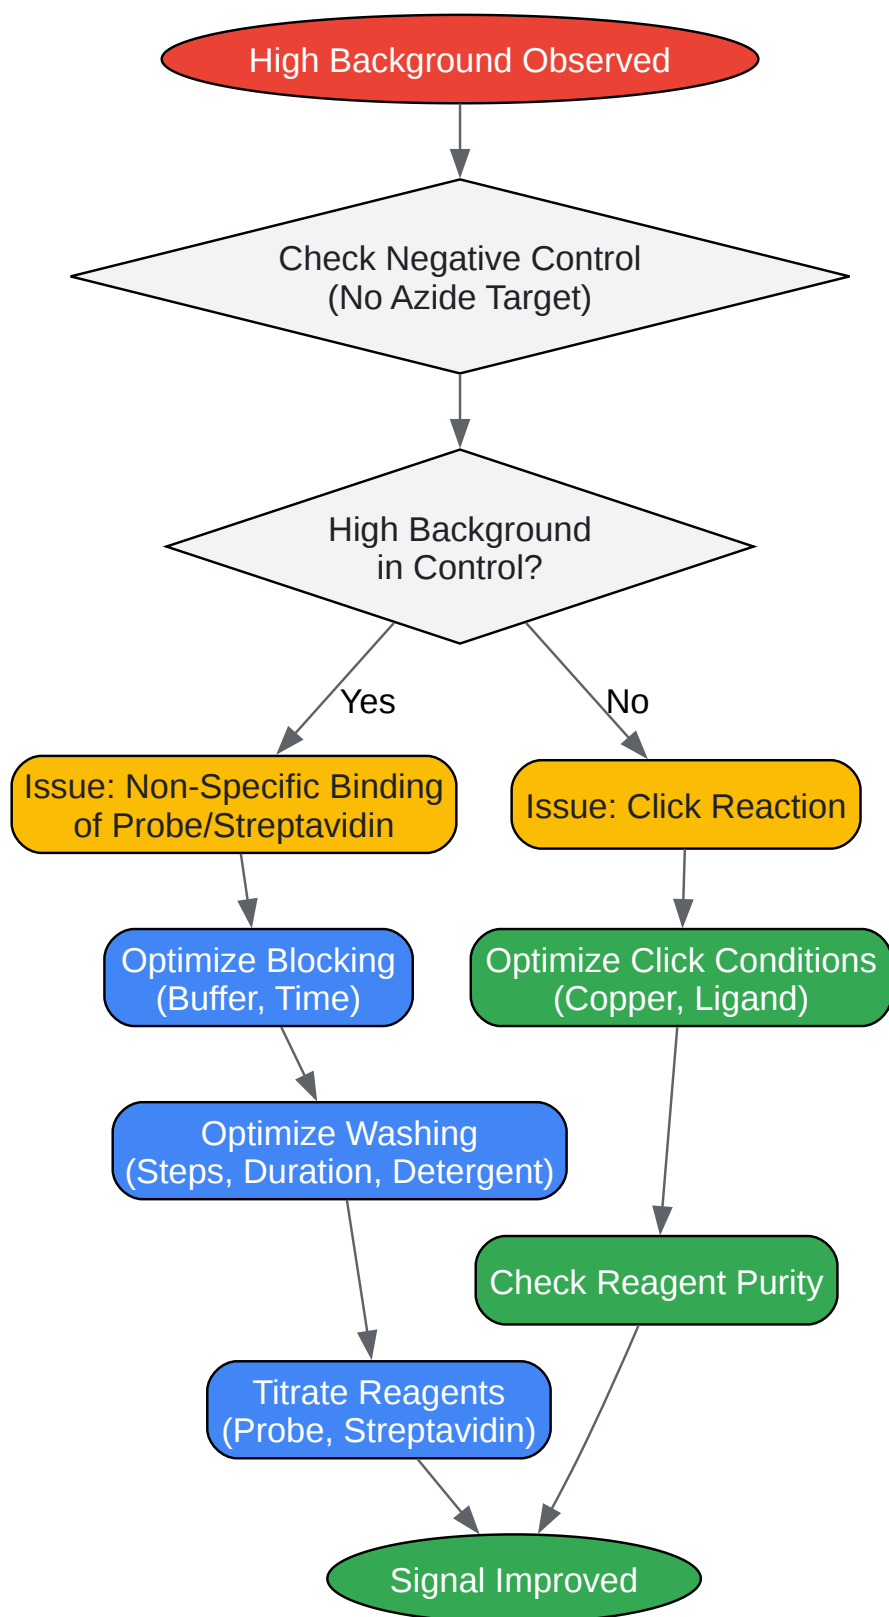 High Background Observed
Check Negative Control
(No Azide Target)
High Background
in Control?
Yes
No
Issue: Non-Specific Binding
of Probe/Streptavidin
Issue: Click Reaction
Optimize Blocking
(Buffer, Time)
Optimize Click Conditions
(Copper, Ligand)
Optimize Washing
(Steps, Duration, Detergent)
Check Reagent Purity
Titrate Reagents
(Probe, Streptavidin)
Signal Improved